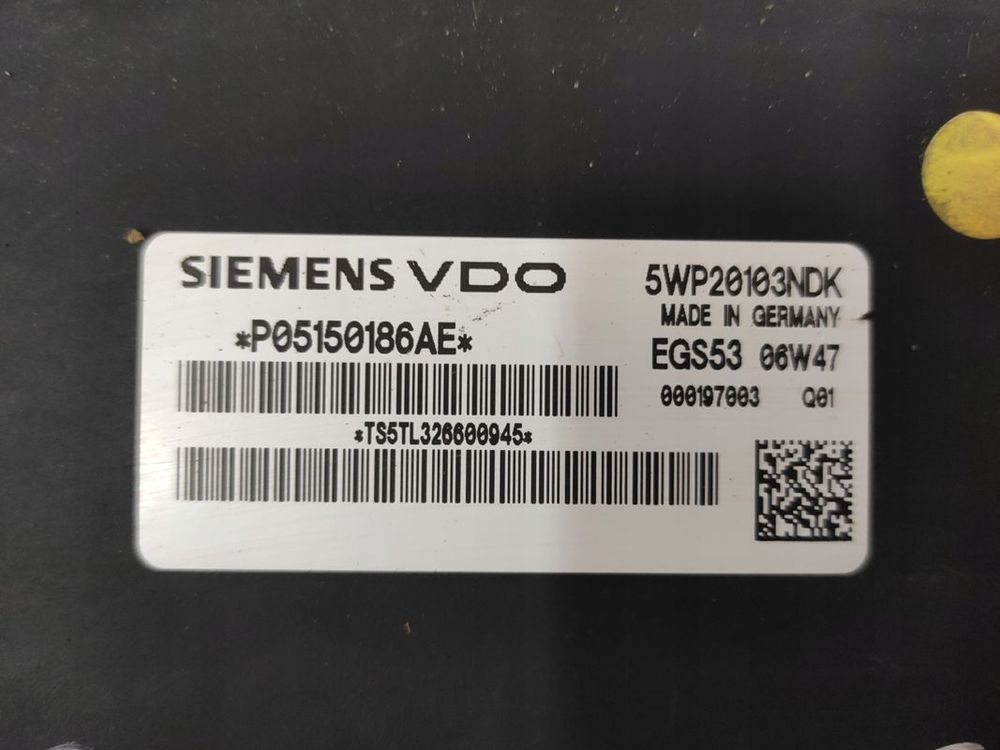 SIEMENS VDO
5WP20103NDK
MADE IN GERMANY
*P05150186AE*
EGS53 06W47
000197003 Q01
*TS5TL326600945*